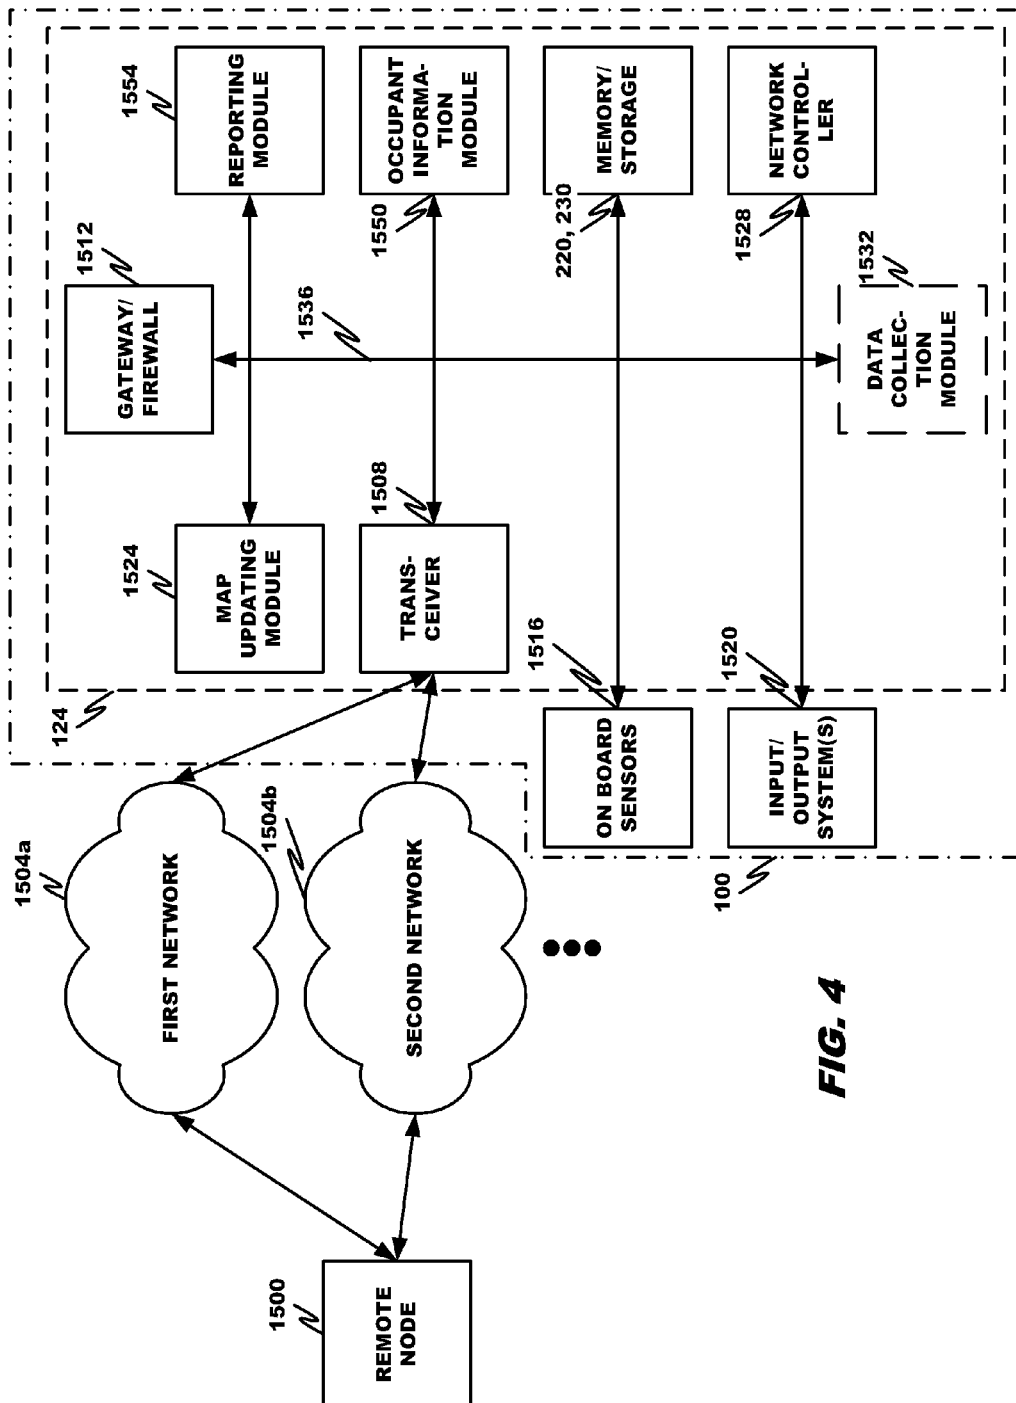 1500
REMOTE
NODE
1504a
FIRST NETWORK
1504b
SECOND NETWORK
124
1524
MAP
UPDATING
MODULE
1508
TRANS-
CEIVER
1516
ON BOARD
SENSORS
1520
INPUT/
OUTPUT
SYSTEM(S)
100
1512
GATEWAY/
FIREWALL
1536
1532
DATA
COLLEC-
TION
MODULE
1554
REPORTING
MODULE
1550
OCCUPANT
INFORMA-
TION
MODULE
220, 230
MEMORY/
STORAGE
1528
NETWORK
CONTROL-
LER
FIG. 4